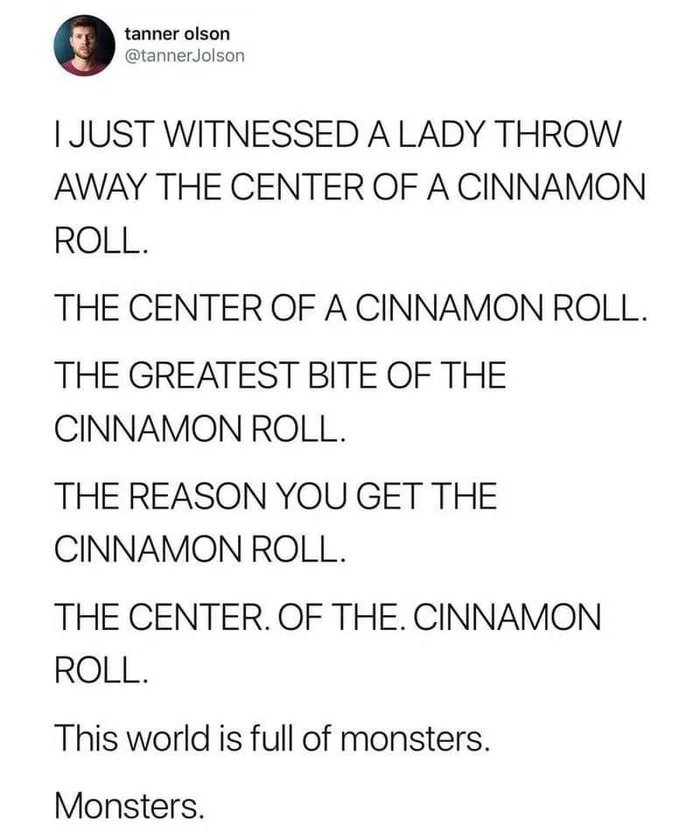 tanner olson
@tannerJolson
I JUST WITNESSED A LADY THROW
AWAY THE CENTER OF A CINNAMON
ROLL.
THE CENTER OF A CINNAMON ROLL.
THE GREATEST BITE OF THE
CINNAMON ROLL.
THE REASON YOU GET THE
CINNAMON ROLL.
THE CENTER. OF THE. CINNAMON
ROLL.
This world is full of monsters.
Monsters.